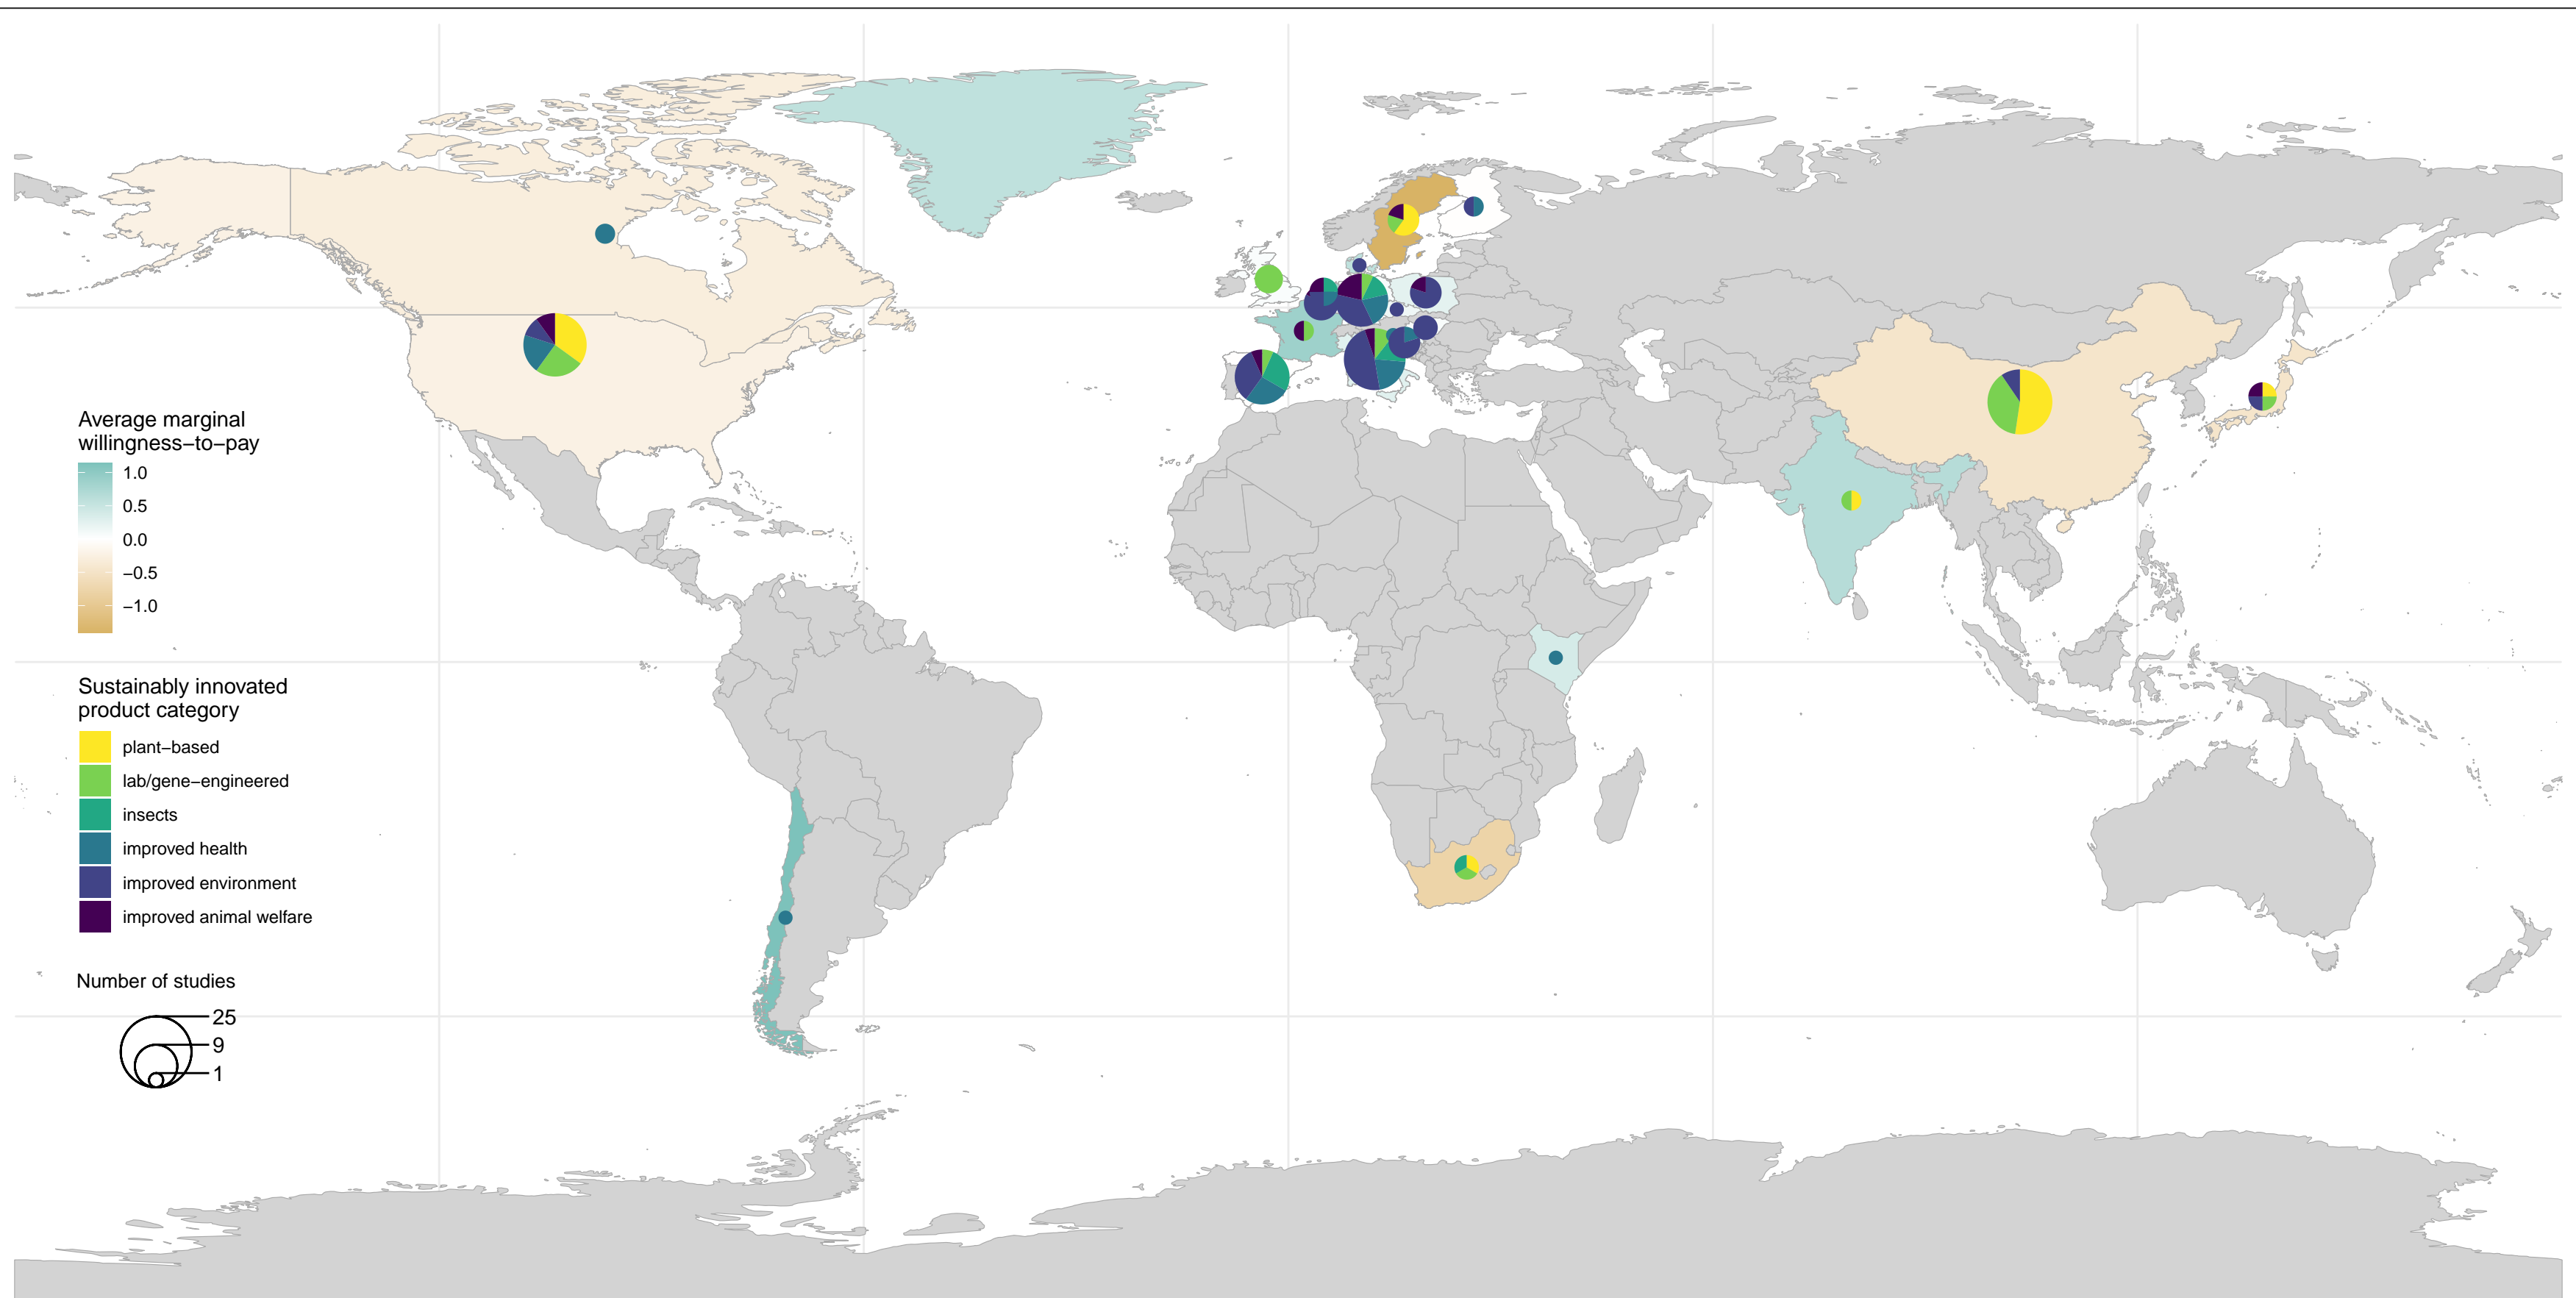 Average marginal
willingness−to−pay
1.0
0.5
0.0
−0.5
−1.0
Sustainably innovated
product category
plant−based
lab/gene−engineered
insects
improved health
improved environment
improved animal welfare
Number of studies
25
9
1